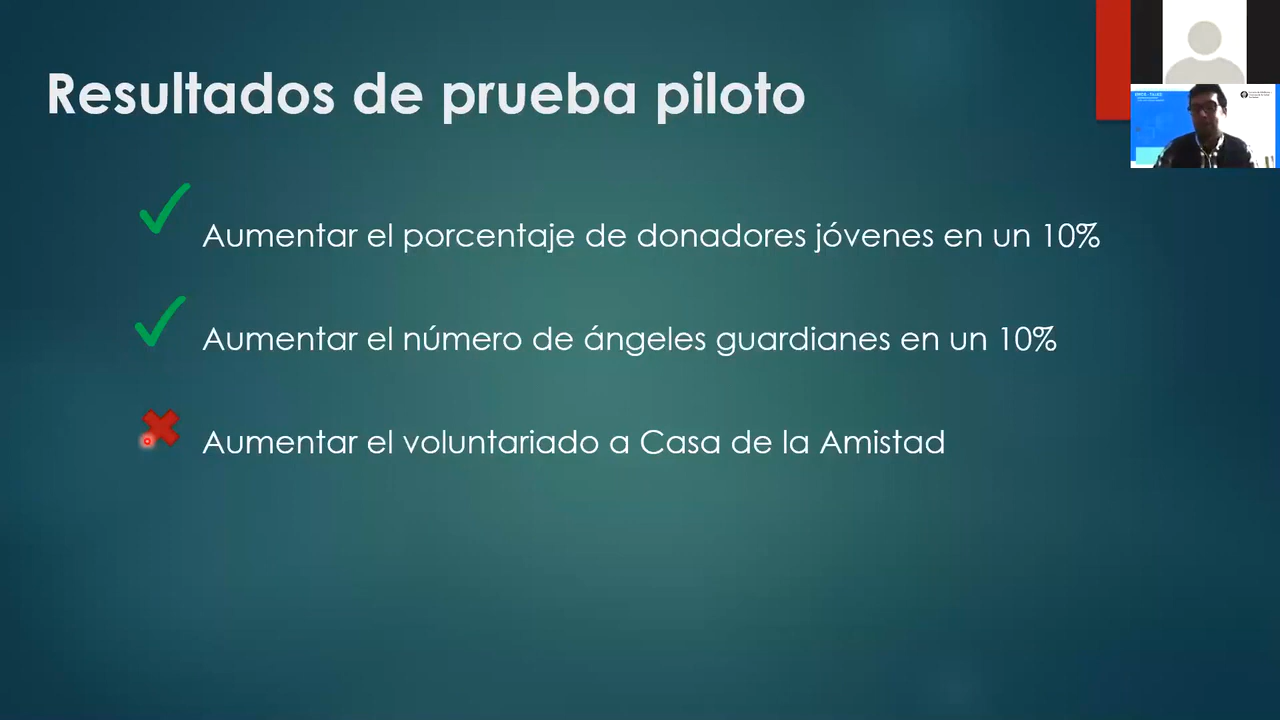 Resultados de prueba piloto
Aumentar el porcentaje de donadores jóvenes en un 10%
Aumentar el número de ángeles guardianes en un 10%
Aumentar el voluntariado a Casa de la Amistad